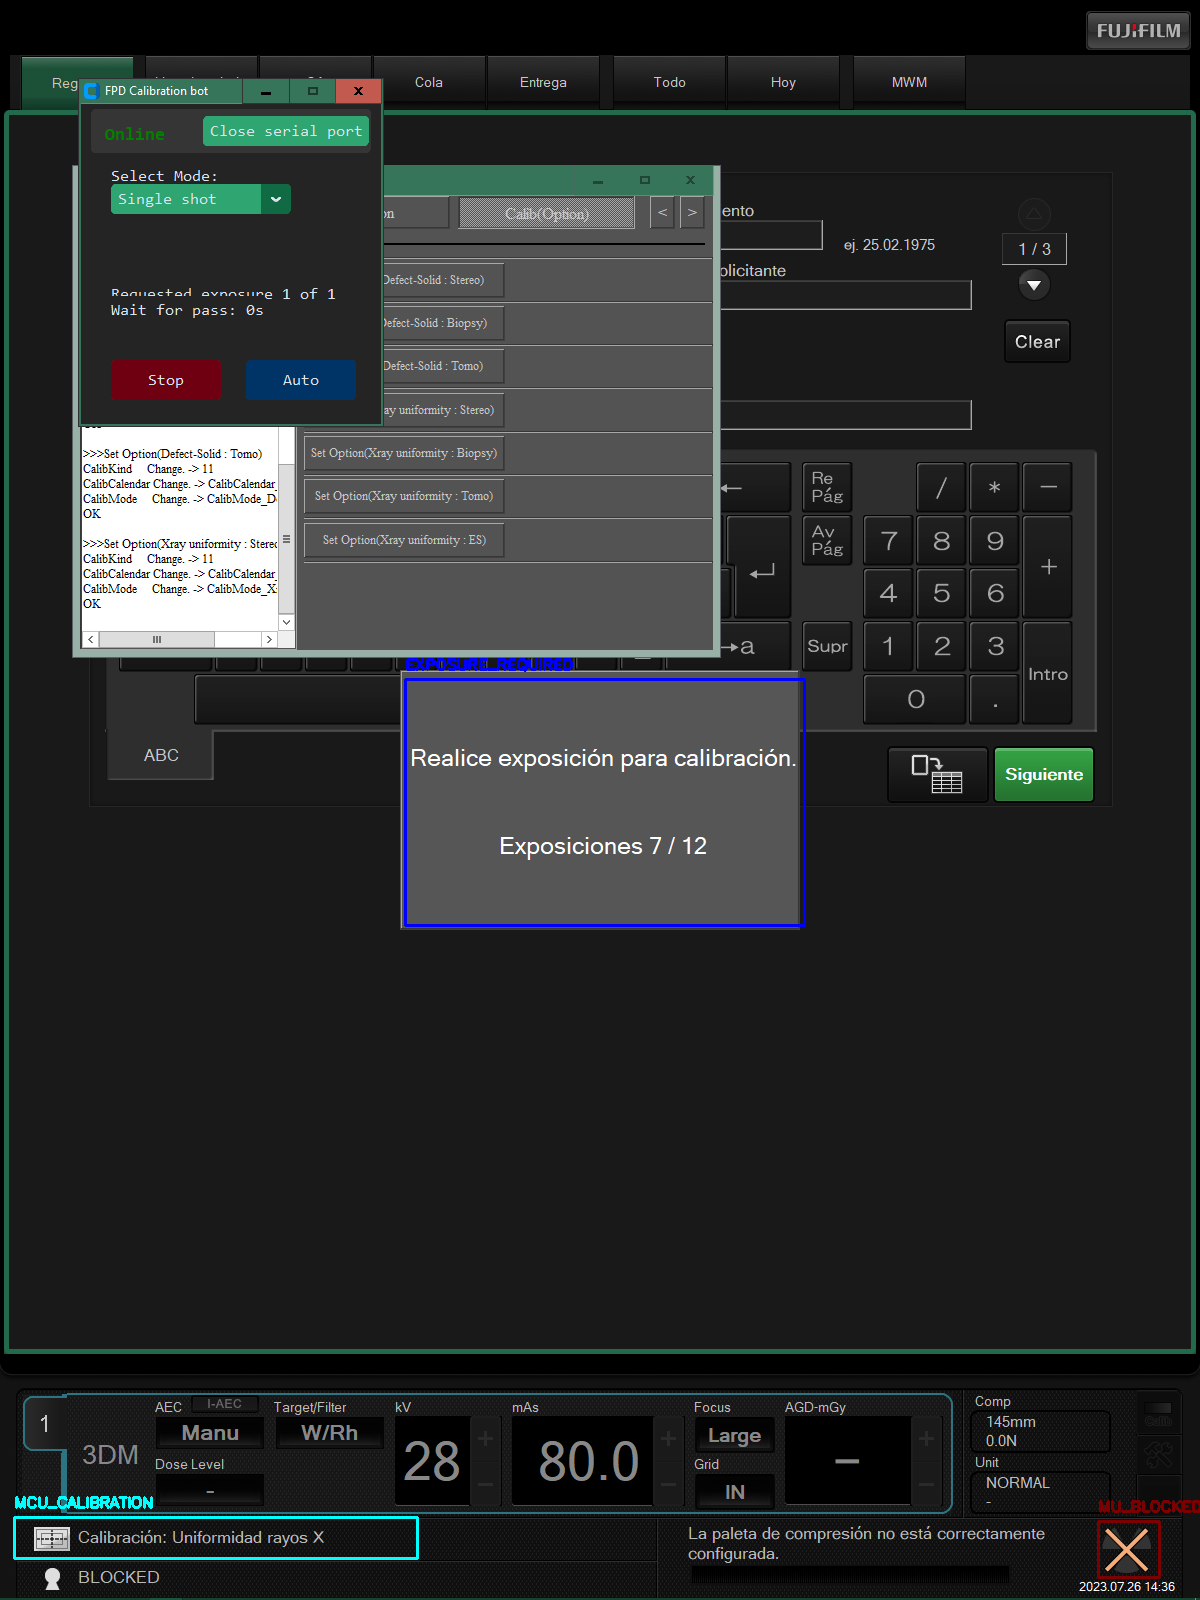 FUJIFILM
Reg
Cola
Entrega
Todo
Hoy
MWM
FPD Calibration bot
Online
Close serial port
Select Mode:
Single shot
Requested exposure 1 of 1
Wait for pass: 0s
Stop
Auto
on
Calib(Option)
<
>
Defect-Solid : Stereo)
Defect-Solid : Biopsy)
Defect-Solid : Tomo)
ay uniformity : Stereo)
Set Option(Xray uniformity : Biopsy)
Set Option(Xray uniformity : Tomo)
Set Option(Xray uniformity : ES)
>>>Set Option(Defect-Solid : Tomo)
CalibKind Change. -> 11
CalibCalendar Change. -> CalibCalendar_
CalibMode Change. -> CalibMode_D
OK
>>>Set Option(Xray uniformity : Stereo
CalibKind Change. -> 11
CalibCalendar Change. -> CalibCalendar_
CalibMode Change. -> CalibMode_X
OK
ento
ej. 25.02.1975
olicitante
1 / 3
Clear
←
Re Pág
/
*
−
Av Pág
7
8
9
+
4
5
6
→a
Supr
1
2
3
Intro
0
.
ABC
Siguiente
EXPOSURE_REQUIRED
Realice exposición para calibración.
Exposiciones 7 / 12
1
3DM
AEC
I-AEC
Manu
Dose Level
-
Target/Filter
W/Rh
kV
28
+
−
mAs
80.0
+
−
Focus
Large
Grid
IN
AGD-mGy
−
+
−
Comp
145mm
0.0N
Unit
NORMAL
-
MCU_CALIBRATION
Calibración: Uniformidad rayos X
BLOCKED
La paleta de compresión no está correctamente
configurada.
MU_BLOCKED
2023.07.26 14:36